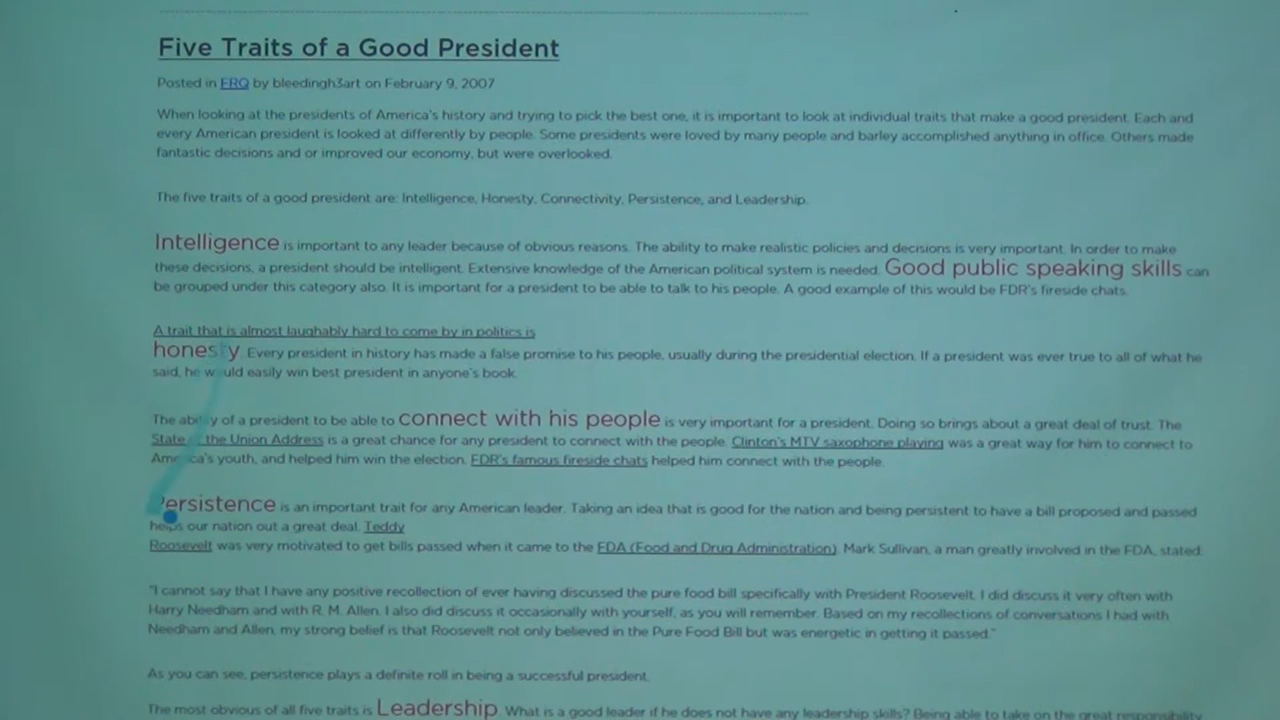 Five Traits of a Good President
Posted in FRQ by bleedingh3art on February 9, 2007
When looking at the presidents of America's history and trying to pick the best one, it is important to look at individual traits that make a good president. Each and
every American president is looked at differently by people. Some presidents were loved by many people and barley accomplished anything in office. Others made
fantastic decisions and or improved our economy, but were overlooked.
The five traits of a good president are: Intelligence, Honesty, Connectivity, Persistence, and Leadership.
Intelligence is important to any leader because of obvious reasons. The ability to make realistic policies and decisions is very important. In order to make
these decisions, a president should be intelligent. Extensive knowledge of the American political system is needed. Good public speaking skills can
be grouped under this category also. It is important for a president to be able to talk to his people. A good example of this would be FDR's fireside chats.
A trait that is almost laughably hard to come by in politics is
honesty. Every president in history has made a false promise to his people, usually during the presidential election. If a president was ever true to all of what he
said, he would easily win best president in anyone's book.
The ability of a president to be able to connect with his people is very important for a president. Doing so brings about a great deal of trust. The
State of the Union Address is a great chance for any president to connect with the people. Clinton's MTV saxophone playing was a great way for him to connect to
America's youth, and helped him win the election. FDR's famous fireside chats helped him connect with the people.
Persistence is an important trait for any American leader. Taking an idea that is good for the nation and being persistent to have a bill proposed and passed
helps our nation out a great deal. Teddy
Roosevelt was very motivated to get bills passed when it came to the FDA (Food and Drug Administration). Mark Sullivan, a man greatly involved in the FDA, stated:
"I cannot say that I have any positive recollection of ever having discussed the pure food bill specifically with President Roosevelt. I did discuss it very often with
Harry Needham and with R. M. Allen. I also did discuss it occasionally with yourself, as you will remember. Based on my recollections of conversations I had with
Needham and Allen, my strong belief is that Roosevelt not only believed in the Pure Food Bill but was energetic in getting it passed."
As you can see, persistence plays a definite roll in being a successful president.
The most obvious of all five traits is Leadership. What is a good leader if he does not have any leadership skills? Being able to take on the great responsibility